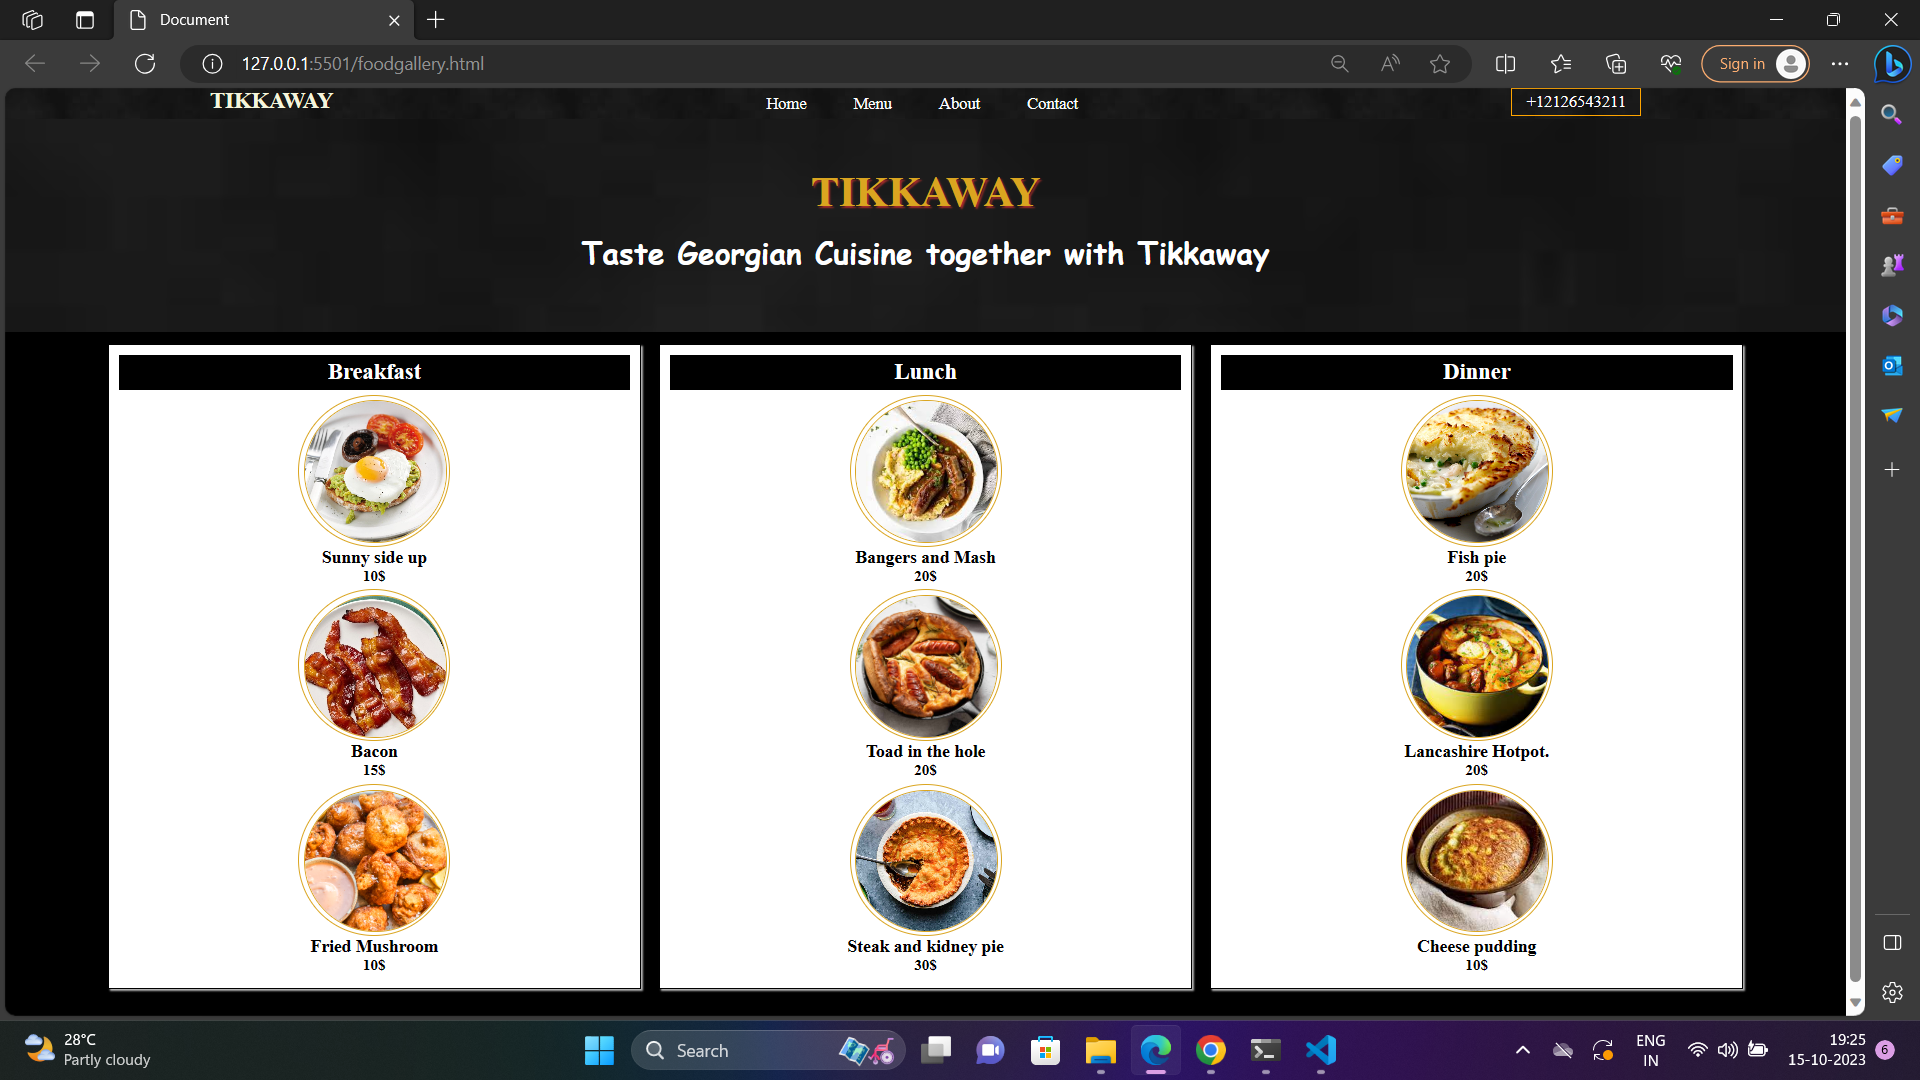 Document
127.0.0.1:5501/foodgallery.html
Sign in
TIKKAWAY
Home Menu About Contact
+12126543211
TIKKAWAY
Taste Georgian Cuisine together with Tikkaway
Breakfast
Sunny side up
10$
Bacon
15$
Fried Mushroom
10$
Lunch
Bangers and Mash
20$
Toad in the hole
20$
Steak and kidney pie
30$
Dinner
Fish pie
20$
Lancashire Hotpot.
20$
Cheese pudding
10$
28°C
Partly cloudy
Search
ENG
IN
19:25
15-10-2023
6